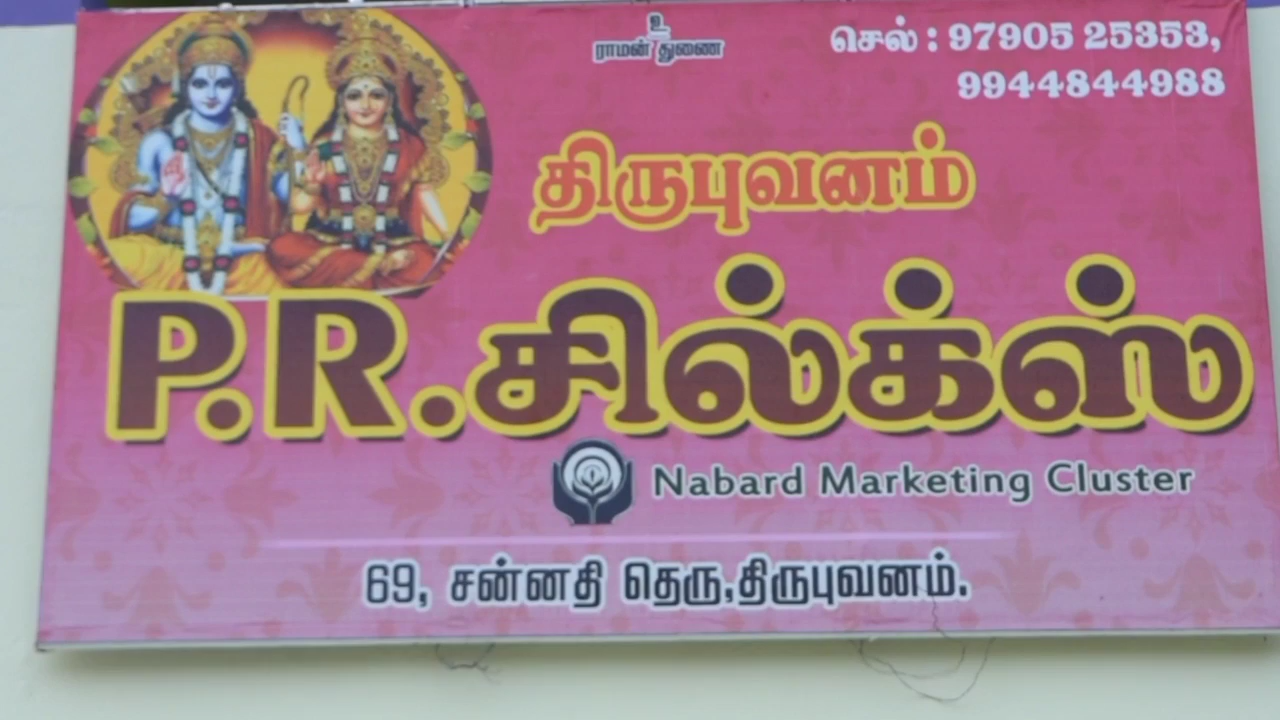 உ
ராமன் துணை
செல் : 97905 25353,
9944844988
திருபுவனம்
P.R.சில்க்ஸ்
Nabard Marketing Cluster
69, சன்னதி தெரு,திருபுவனம்.